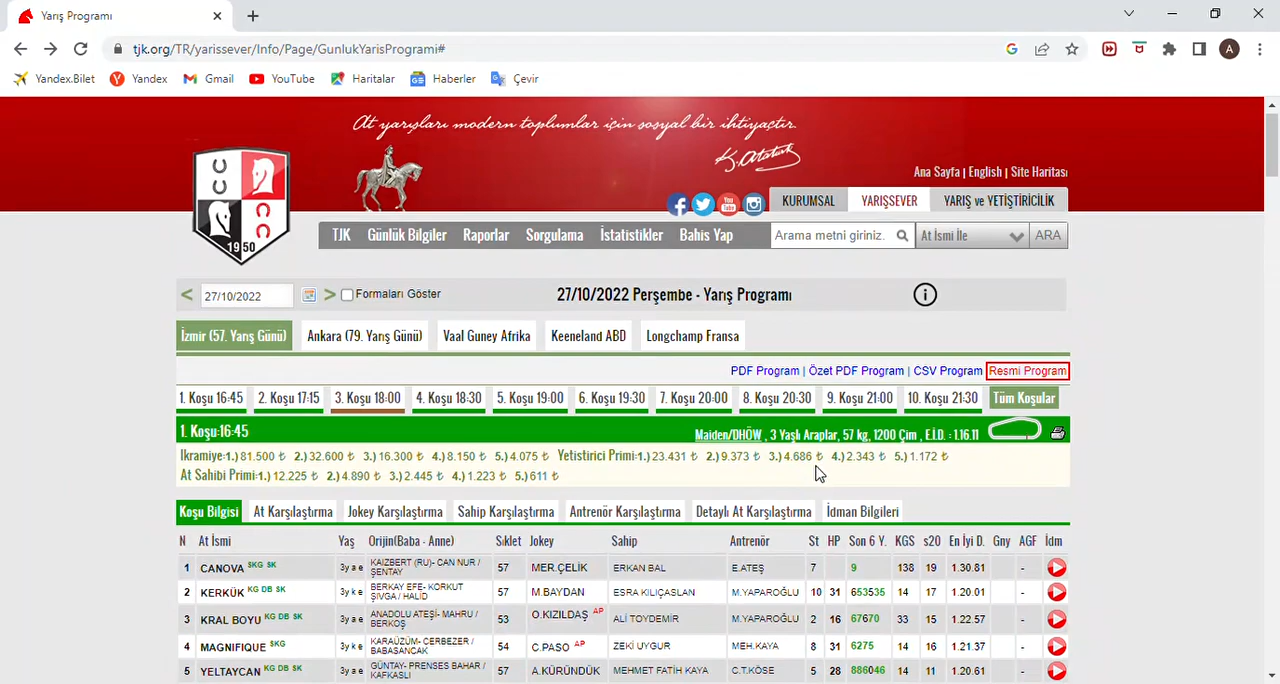 Yarış Programı
tjk.org/TR/yarissever/Info/Page/GunlukYarisProgrami#
A
Yandex.Bilet Yandex Gmail YouTube Haritalar Haberler Çevir
At yarışları modern toplumlar için sosyal bir ihtiyaçtır.
K. Atatürk
Ana Sayfa | English | Site Haritası
1950
KURUMSAL YARIŞSEVER YARIŞ ve YETİŞTİRİCİLİK
TJK Günlük Bilgiler Raporlar Sorgulama İstatistikler Bahis Yap Arama metni giriniz. At İsmi İle ARA
< 27/10/2022 > Formaları Göster 27/10/2022 Perşembe - Yarış Programı
İzmir (57. Yarış Günü) Ankara (79. Yarış Günü) Vaal Guney Afrika Keeneland ABD Longchamp Fransa
PDF Program | Özet PDF Program | CSV Program Resmi Program
1. Koşu 16:45 2. Koşu 17:15 3. Koşu 18:00 4. Koşu 18:30 5. Koşu 19:00 6. Koşu 19:30 7. Koşu 20:00 8. Koşu 20:30 9. Koşu 21:00 10. Koşu 21:30 Tüm Koşular
1. Koşu:16:45 Maiden/DHÖW , 3 Yaşlı Araplar, 57 kg, 1200 Çim , E.İ.D. : 1.16.11
Ikramiye:1.) 81.500 ₺ 2.) 32.600 ₺ 3.) 16.300 ₺ 4.) 8.150 ₺ 5.) 4.075 ₺ Yetistirici Primi:1.) 23.431 ₺ 2.) 9.373 ₺ 3.) 4.686 ₺ 4.) 2.343 ₺ 5.) 1.172 ₺
At Sahibi Primi:1.) 12.225 ₺ 2.) 4.890 ₺ 3.) 2.445 ₺ 4.) 1.223 ₺ 5.) 611 ₺
Koşu Bilgisi At Karşılaştırma Jokey Karşılaştırma Sahip Karşılaştırma Antrenör Karşılaştırma Detaylı At Karşılaştırma İdman Bilgileri
N At İsmi Yaş Orijin(Baba - Anne) Sıklet Jokey Sahip Antrenör St HP Son 6 Y. KGS s20 En İyi D. Gny AGF İdm
1 CANOVA SKG SK 3y a e KAIZBERT (RU)- CAN NUR / ŞENTAY 57 MER.ÇELİK ERKAN BAL E.ATEŞ 7 9 138 19 1.30.81 -
2 KERKÜK KG DB SK 3y k e BERKAY EFE- KORKUT ŞIVGA / HALİD 57 M.BAYDAN ESRA KILIÇASLAN M.YAPAROĞLU 10 31 653535 14 17 1.20.01 -
3 KRAL BOYU KG DB SK 3y a e ANADOLU ATEŞİ- MAHRU / BERKOŞ 53 O.KIZILDAŞ AP ALİ TOYDEMİR M.YAPAROĞLU 2 16 67670 33 15 1.22.57 -
4 MAGNIFIQUE SKG 3y k e KARAÜZÜM- CERBEZER / BABASANCAK 54 C.PASO AP ZEKİ UYGUR MEH.KAYA 8 31 6275 14 16 1.21.37 -
5 YELTAYCAN KG DB SK 3y k e GÜNTAY- PRENSES BAHAR / KAFKASLI 57 A.KÜRÜNDÜK MEHMET FATİH KAYA C.T.KÖSE 5 28 886046 14 11 1.20.61 -